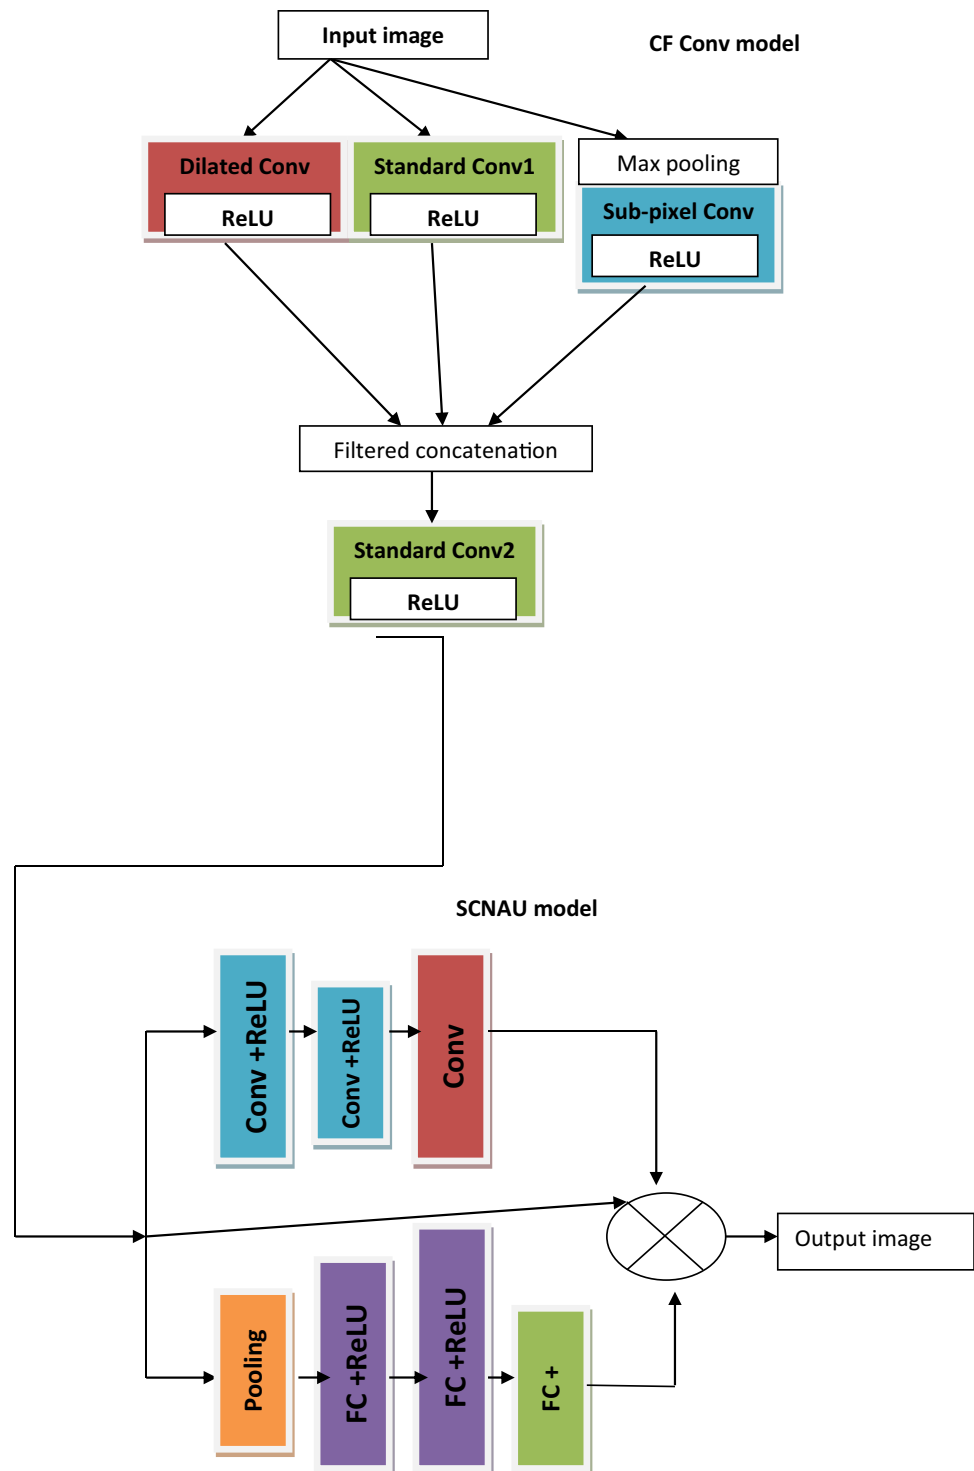 Input image
CF Conv model
Dilated Conv
ReLU
Standard Conv1
ReLU
Max pooling
Sub-pixel Conv
ReLU
Filtered concatenation
Standard Conv2
ReLU
SCNAU model
Conv +ReLU
Conv +ReLU
Conv
Output image
Pooling
FC +ReLU
FC +ReLU
FC +